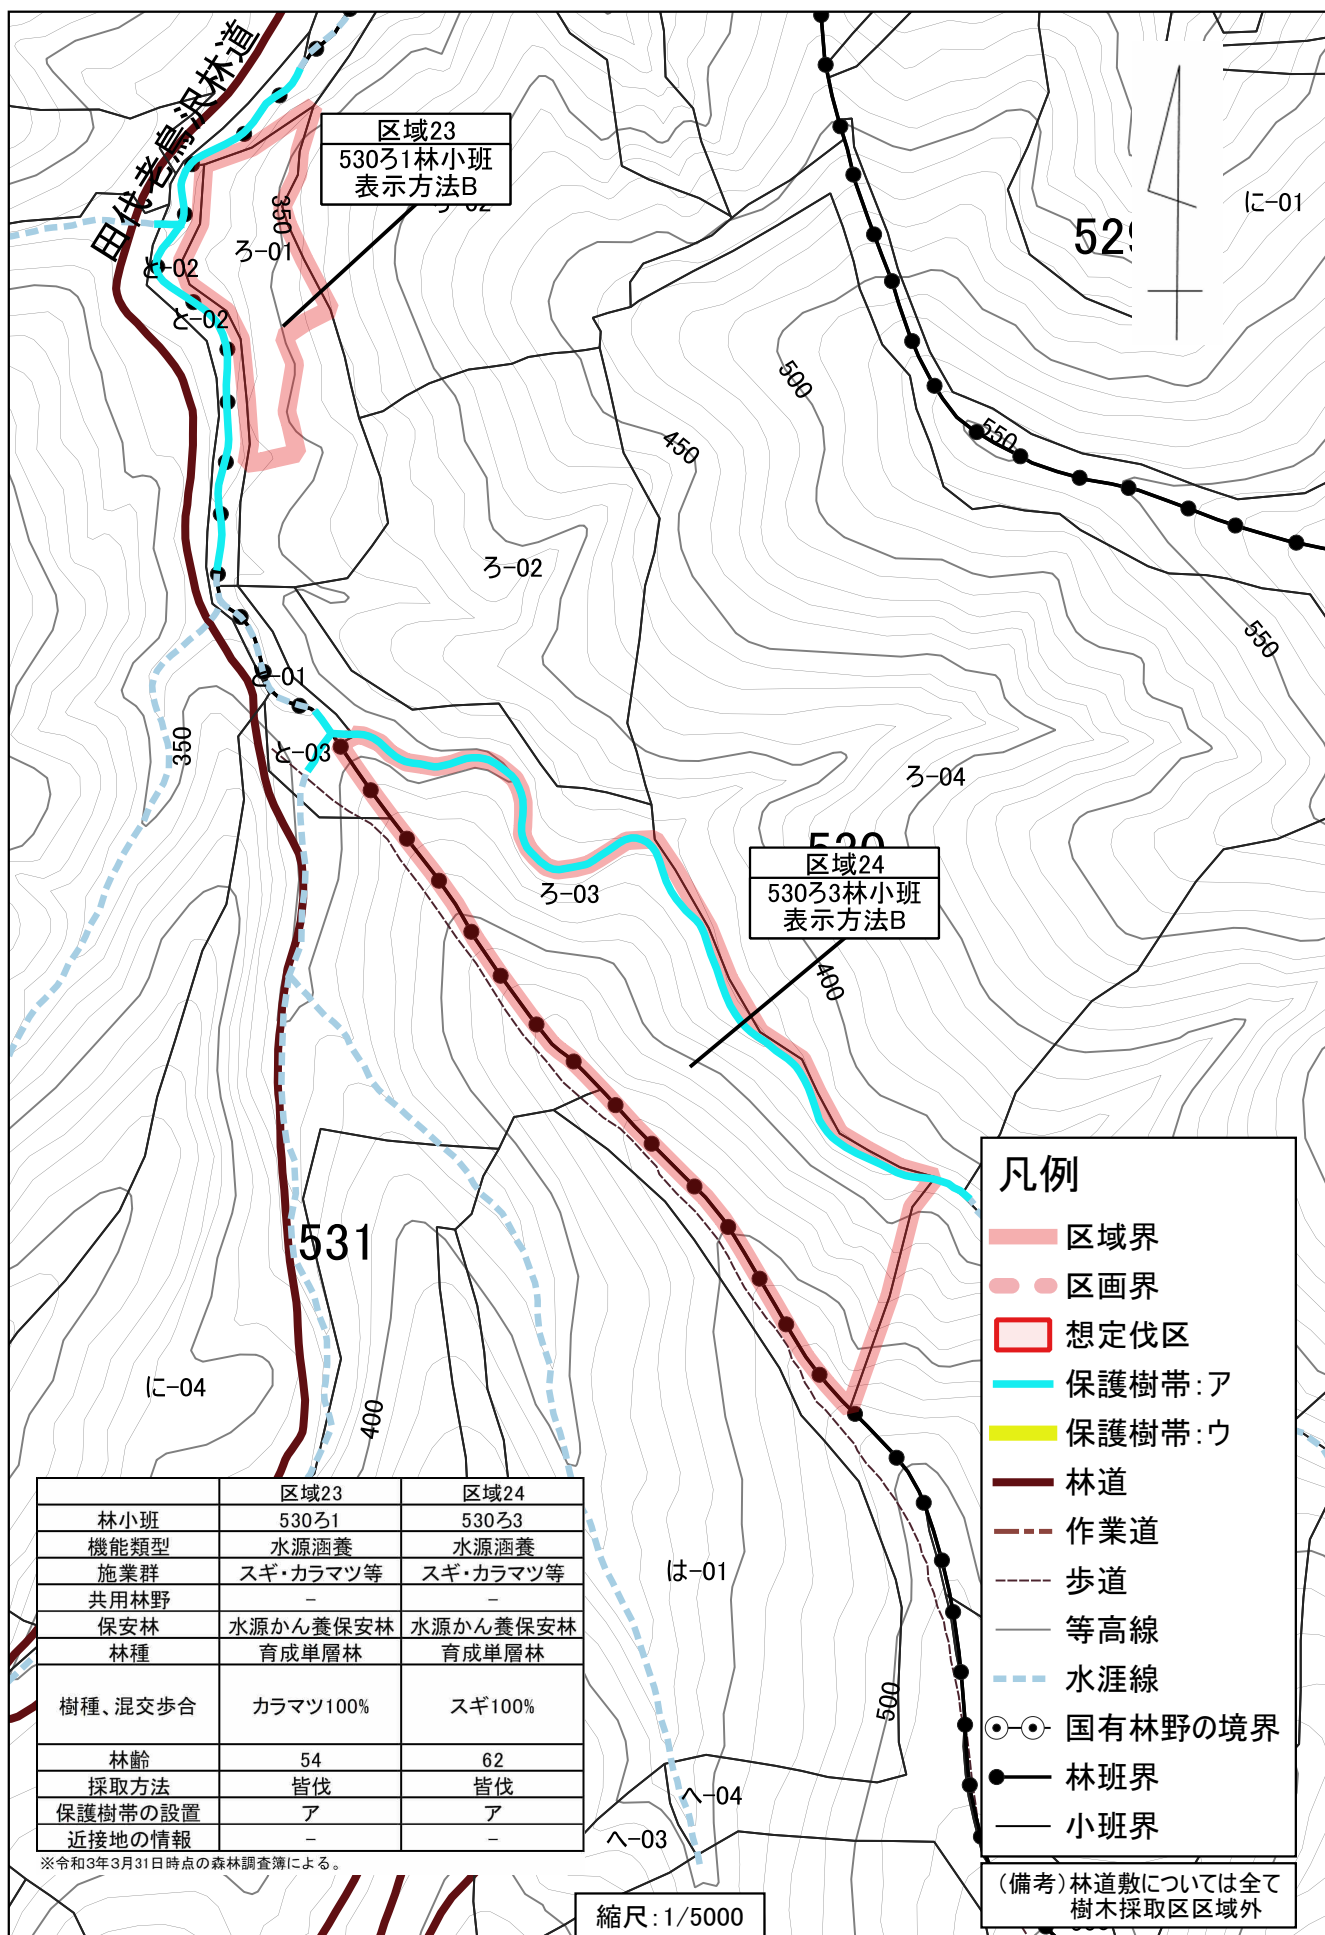 田代老鳥沢林道
区域23
530ろ1林小班
表示方法B
に-01
350
ろ-01
と-02
と-02
500
450
550
ろ-02
550
と-01
350
と-03
ろ-04
区域24
530ろ3林小班
表示方法B
ろ-03
400
凡例
区域界
区画界
想定伐区
保護樹帯:ア
保護樹帯:ウ
林道
作業道
歩道
等高線
水涯線
国有林野の境界
林班界
小班界
531
に-04
400
区域23 区域24
林小班 530ろ1 530ろ3
機能類型 水源涵養 水源涵養
施業群 スギ・カラマツ等 スギ・カラマツ等
共用林野 - -
保安林 水源かん養保安林 水源かん養保安林
林種 育成単層林 育成単層林
樹種、混交歩合 カラマツ100% スギ100%
林齢 54 62
採取方法 皆伐 皆伐
保護樹帯の設置 ア ア
近接地の情報 - -
※令和3年3月31日時点の森林調査簿による。
は-01
500
へ-04
へ-03
(備考)林道敷については全て
樹木採取区区域外
縮尺:1/5000